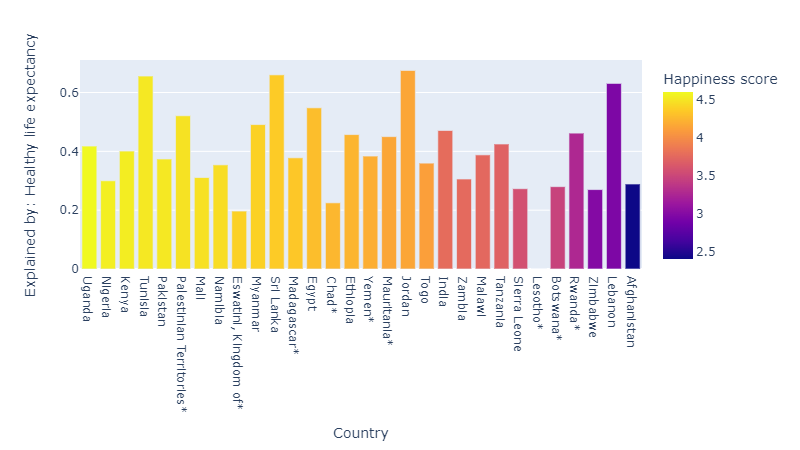 Happiness score
4.5
4
3.5
3
2.5
Explained by: Healthy life expectancy
0.6
0.4
0.2
0
Uganda
Nigeria
Kenya
Tunisia
Pakistan
Palestinian Territories*
Mali
Namibia
Eswatini, Kingdom of*
Myanmar
Sri Lanka
Madagascar*
Egypt
Chad*
Ethiopia
Yemen*
Mauritania*
Jordan
Togo
India
Zambia
Malawi
Tanzania
Sierra Leone
Lesotho*
Botswana*
Rwanda*
Zimbabwe
Lebanon
Afghanistan
Country